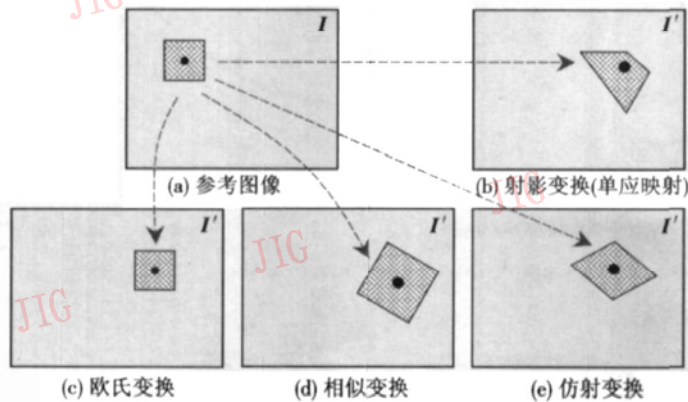 JIG
I
I′
(a) 参考图像
(b) 射影变换(单应映射)
JIG
I′
I′
I′
JIG
JIG
(c) 欧氏变换
(d) 相似变换
(e) 仿射变换